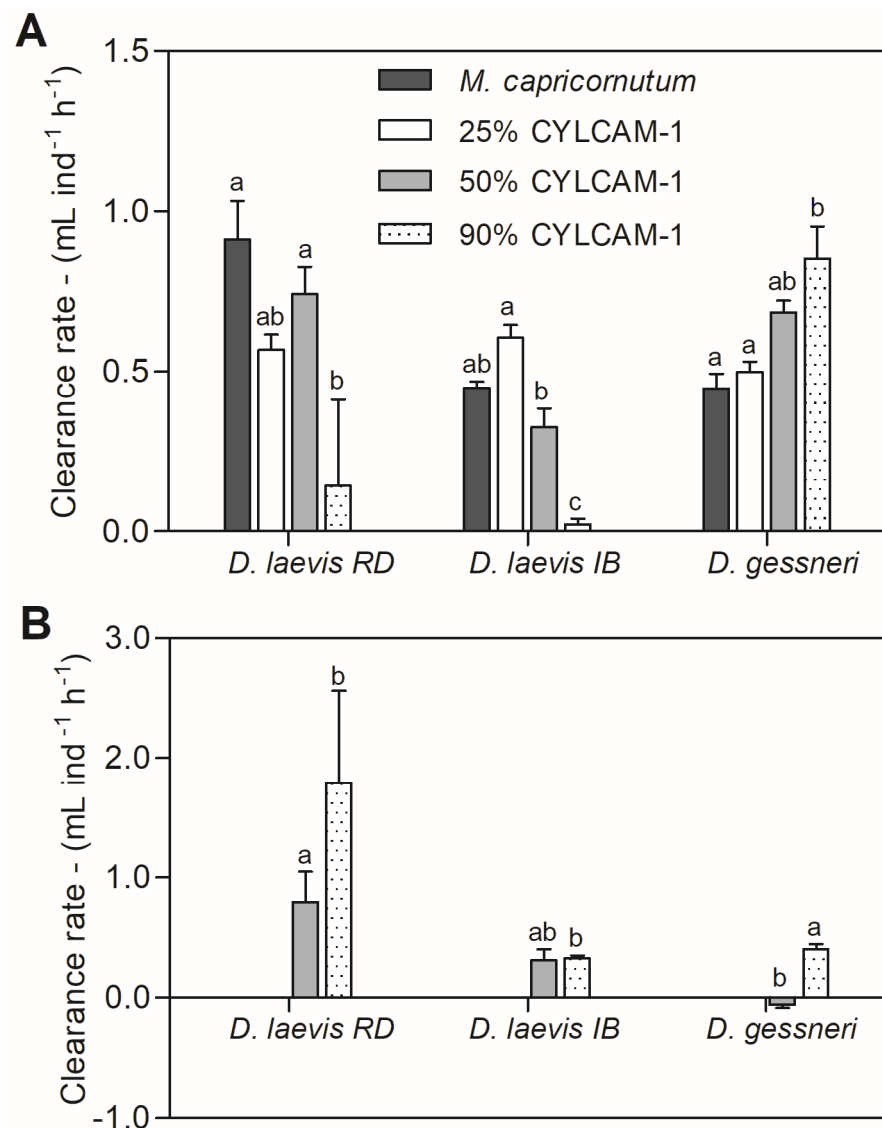 A
Clearance rate - (mL ind⁻¹ h⁻¹)
1.5
1.0
0.5
0.0
M. capricornutum
25% CYLCAM-1
50% CYLCAM-1
90% CYLCAM-1
a
ab
a
b
ab
a
b
c
a
a
ab
b
D. laevis RD
D. laevis IB
D. gessneri
B
Clearance rate - (mL ind⁻¹ h⁻¹)
3.0
2.0
1.0
0.0
-1.0
a
b
ab
b
b
a
D. laevis RD
D. laevis IB
D. gessneri